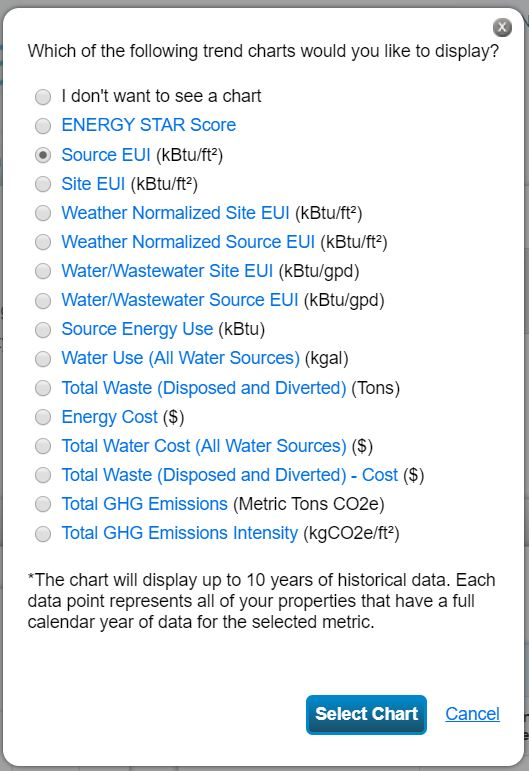 X
Which of the following trend charts would you like to display?
I don't want to see a chart
ENERGY STAR Score
Source EUI (kBtu/ft²)
Site EUI (kBtu/ft²)
Weather Normalized Site EUI (kBtu/ft²)
Weather Normalized Source EUI (kBtu/ft²)
Water/Wastewater Site EUI (kBtu/gpd)
Water/Wastewater Source EUI (kBtu/gpd)
Source Energy Use (kBtu)
Water Use (All Water Sources) (kgal)
Total Waste (Disposed and Diverted) (Tons)
Energy Cost ($)
Total Water Cost (All Water Sources) ($)
Total Waste (Disposed and Diverted) - Cost ($)
Total GHG Emissions (Metric Tons CO2e)
Total GHG Emissions Intensity (kgCO2e/ft²)
*The chart will display up to 10 years of historical data. Each
data point represents all of your properties that have a full
calendar year of data for the selected metric.
Select Chart Cancel